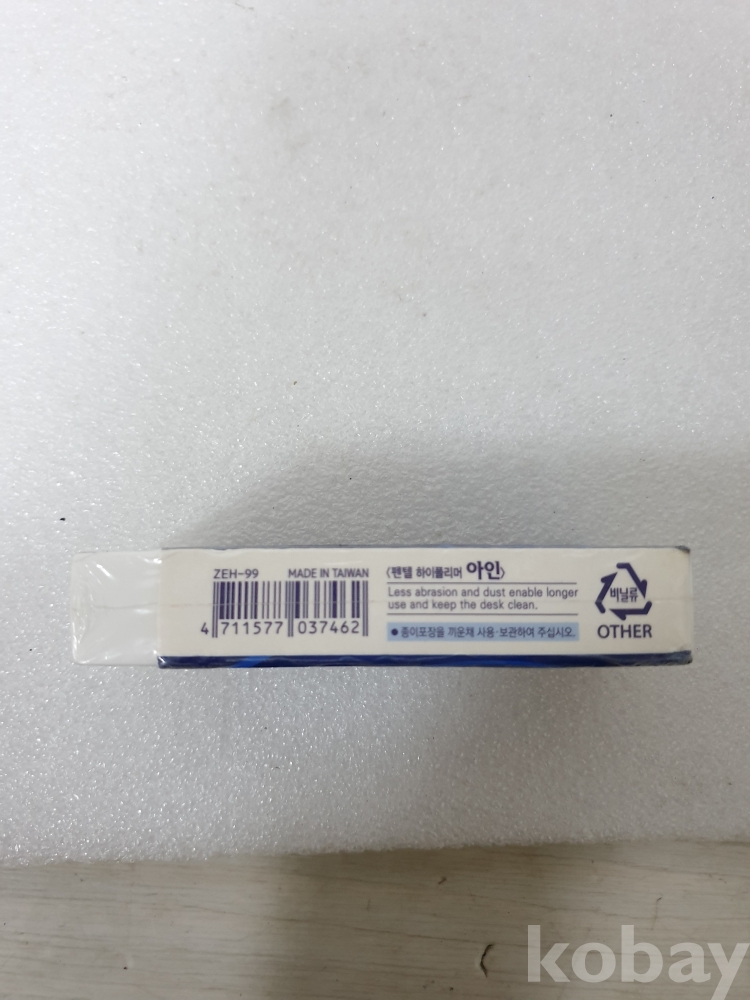 ZEH-99 MADE IN TAIWAN
4 711577 037462
〈펜텔 하이폴리머 아인〉
Less abrasion and dust enable longer
use and keep the desk clean.
• 종이포장을 끼운채 사용·보관하여 주십시오.
비닐류
OTHER
kobay